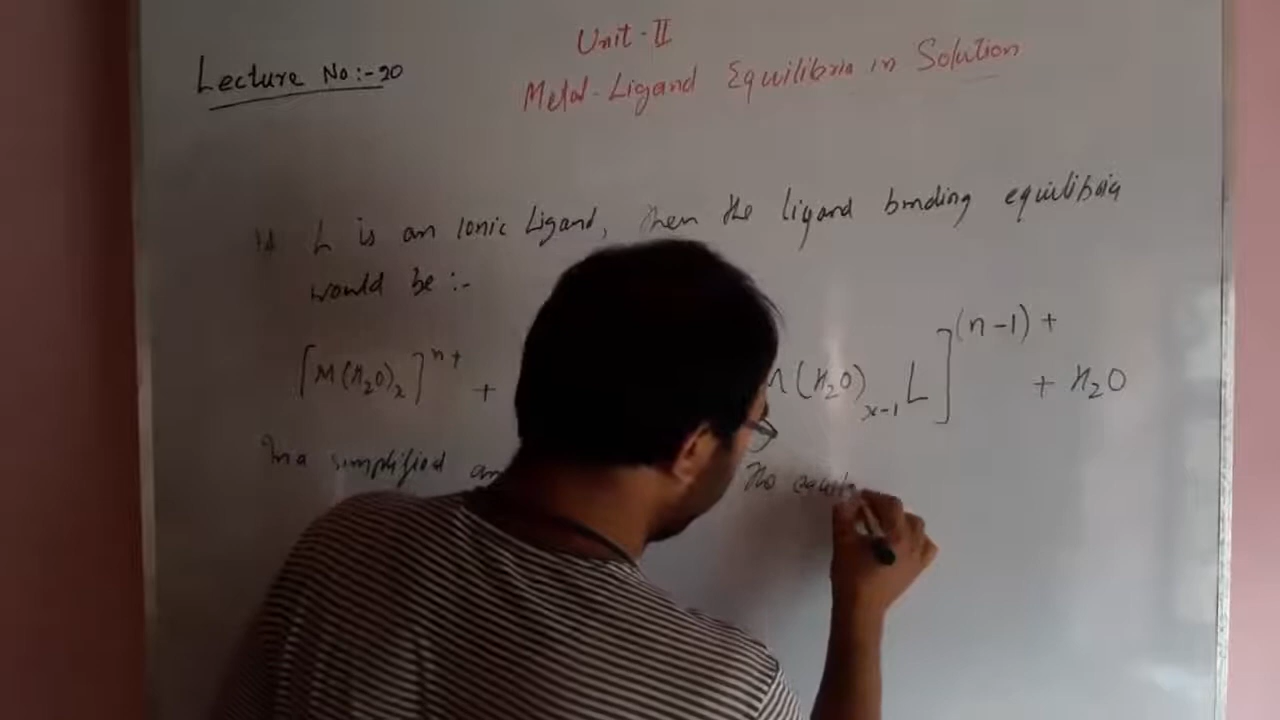 Unit-II
Lecture No:-20
Metal-Ligand Equilibria in Solution
If L is an Ionic Ligand, then the ligand binding equilibria
would be :-
[M(H₂O)ₓ]ⁿ⁺ + (H₂O)ₓ₋₁ L](n-1)+ + H₂O
In a simplified